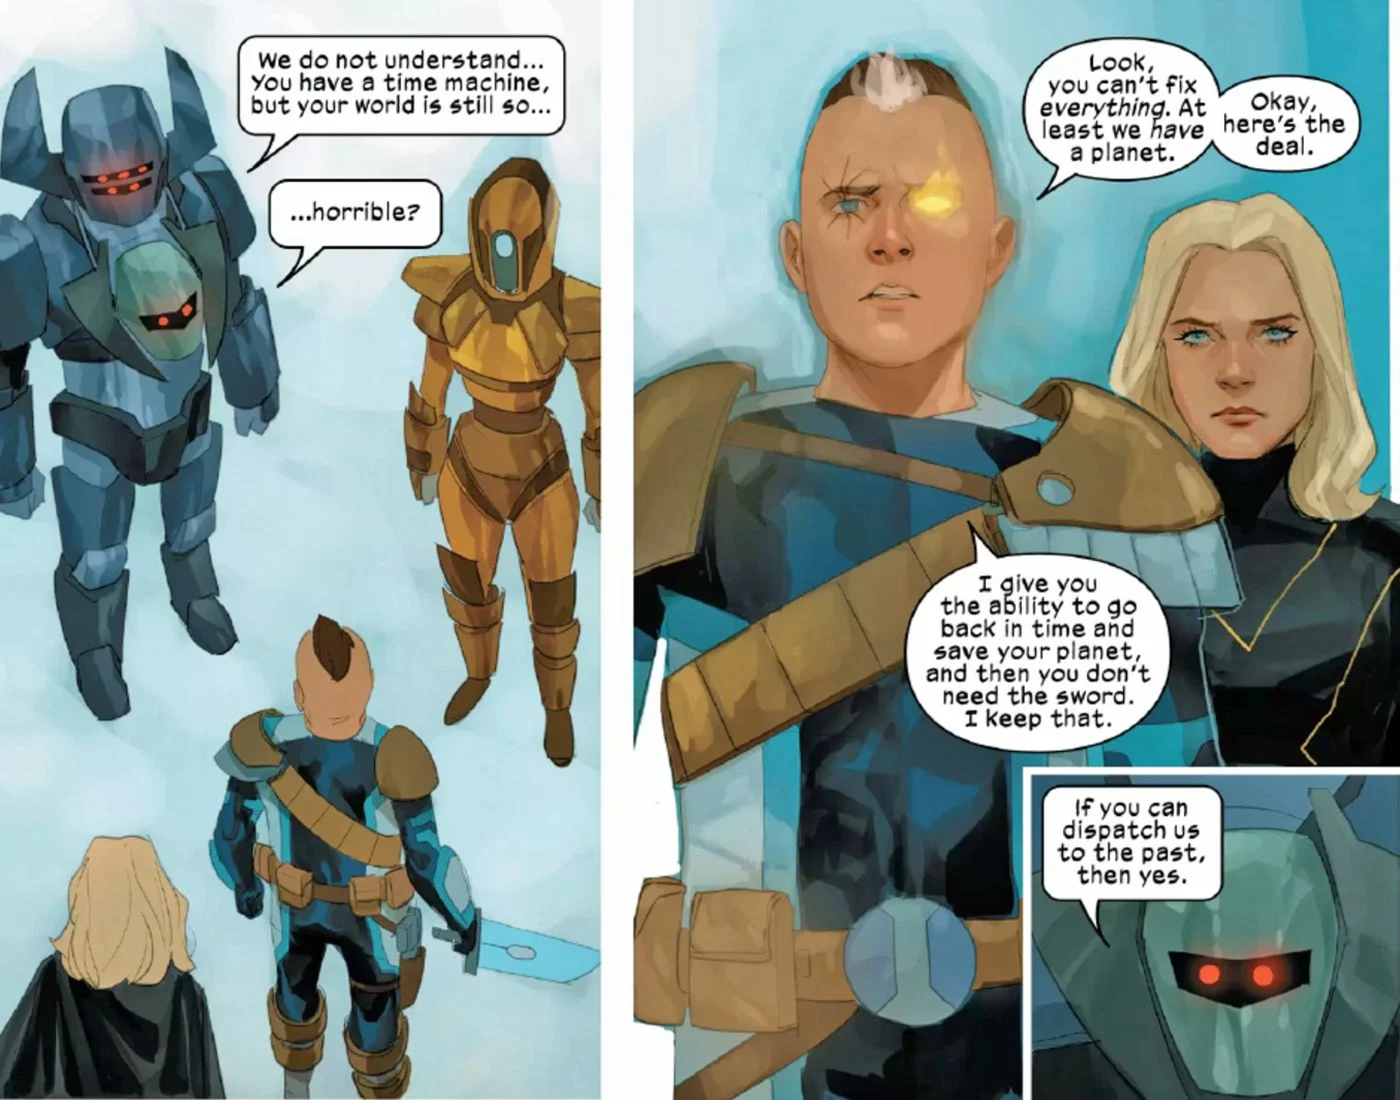 We do not understand...
You have a time machine,
but your world is still so...
...horrible?
Look,
you can't fix
everything. At
least we have
a planet.
Okay,
here's the
deal.
I give you
the ability to go
back in time and
save your planet,
and then you don't
need the sword.
I keep that.
If you can
dispatch us
to the past,
then yes.